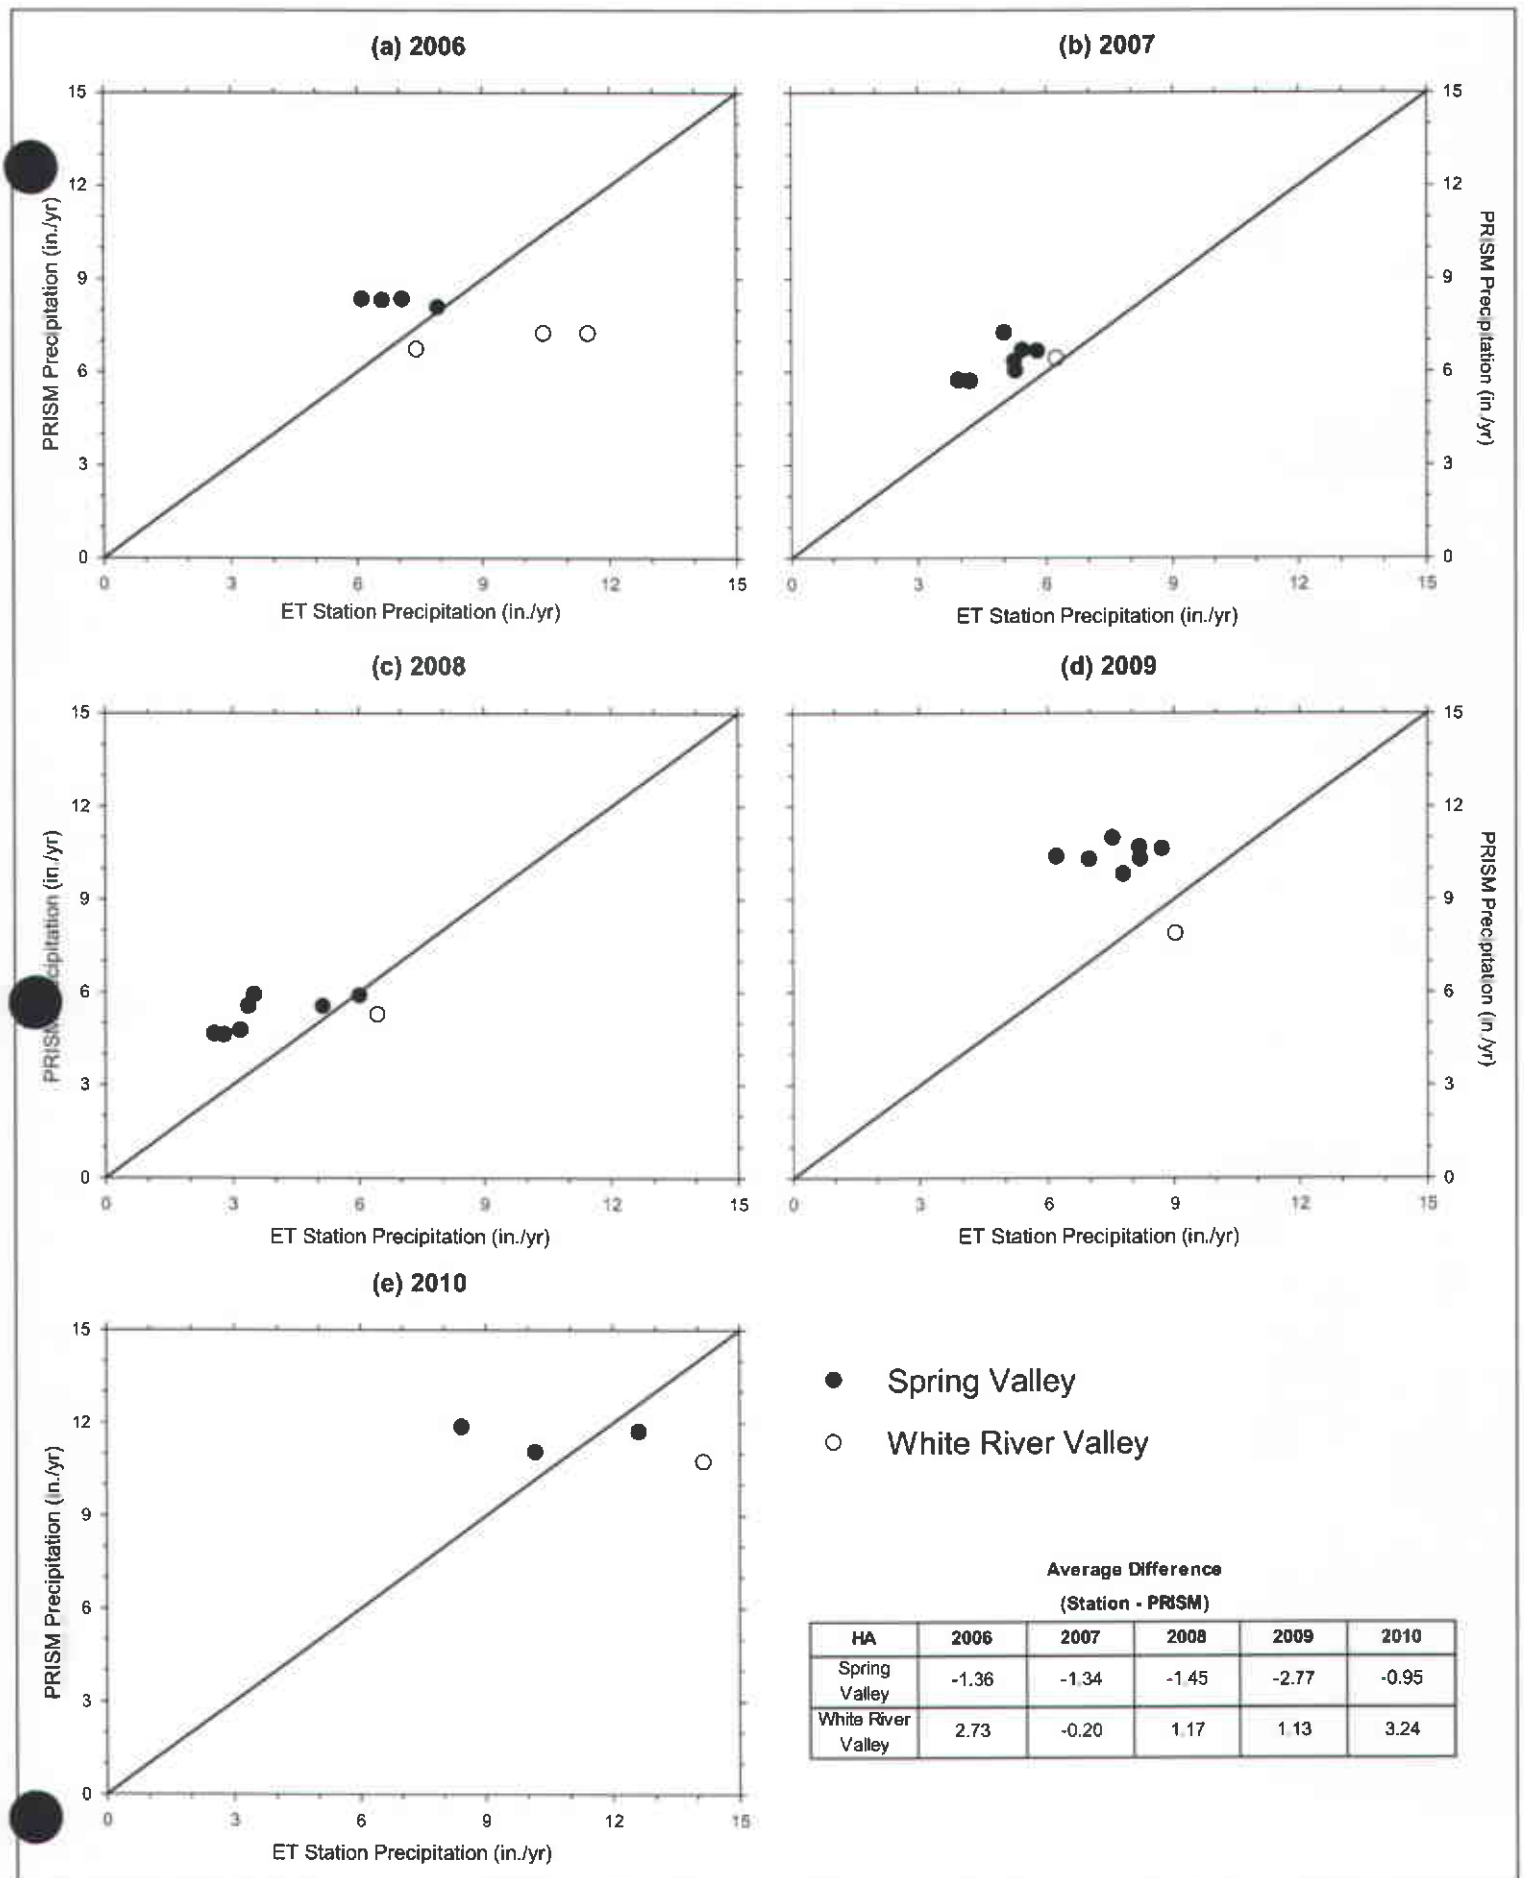 (a) 2006
15
12
9
6
3
0
PRISM Precipitation (in./yr)
0 3 6 9 12 15
ET Station Precipitation (in./yr)
(b) 2007
15
12
9
6
3
0
PRISM Precipitation (in./yr)
0 3 6 9 12 15
ET Station Precipitation (in./yr)
(c) 2008
15
12
9
6
3
0
PRISM cipitation (in./yr)
0 3 6 9 12 15
ET Station Precipitation (in./yr)
(d) 2009
15
12
9
6
3
0
PRISM Precipitation (in./yr)
0 3 6 9 12 15
ET Station Precipitation (in./yr)
(e) 2010
15
12
9
6
3
0
PRISM Precipitation (in./yr)
0 3 6 9 12 15
ET Station Precipitation (in./yr)
Spring Valley
White River Valley
Average Difference
(Station - PRISM)
HA 2006 2007 2008 2009 2010
Spring Valley -1.36 -1.34 -1.45 -2.77 -0.95
White River Valley 2.73 -0.20 1.17 1.13 3.24